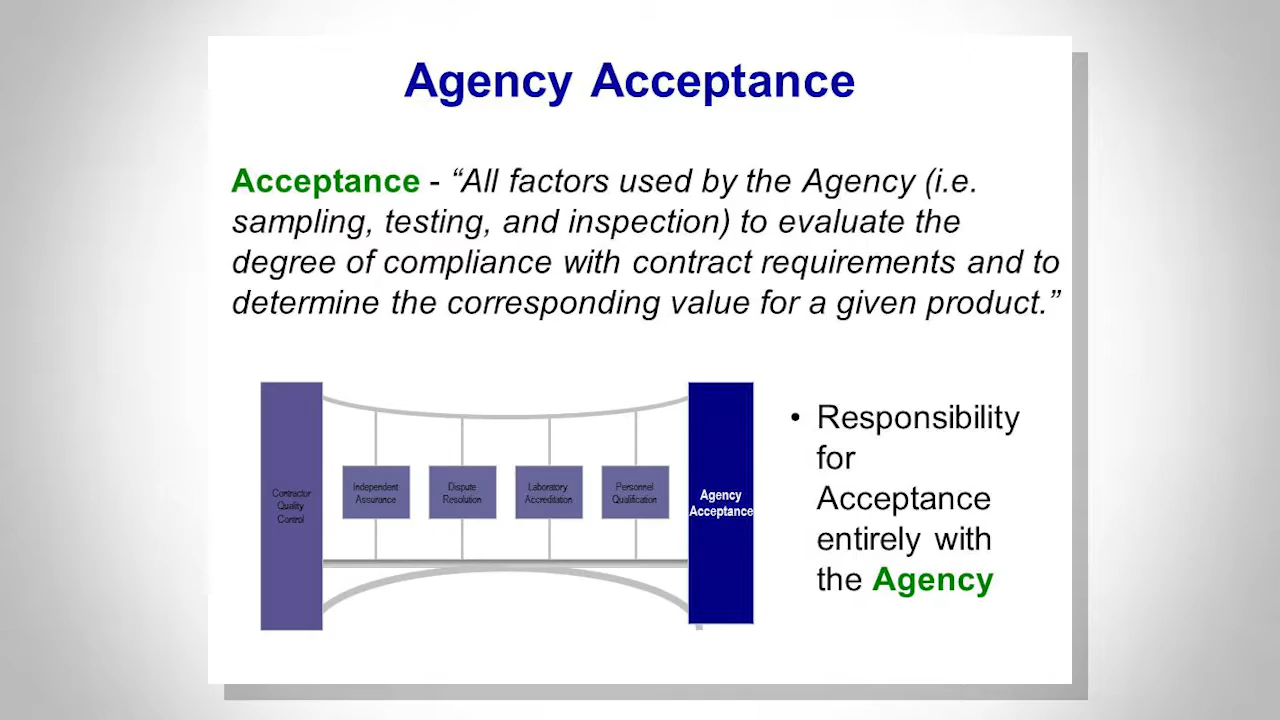 Agency Acceptance
Acceptance - “All factors used by the Agency (i.e.
sampling, testing, and inspection) to evaluate the
degree of compliance with contract requirements and to
determine the corresponding value for a given product.”
Contractor
Quality
Control
Independent
Assurance
Dispute
Resolution
Laboratory
Accreditation
Personnel
Qualification
Agency
Acceptance
• Responsibility
for
Acceptance
entirely with
the Agency